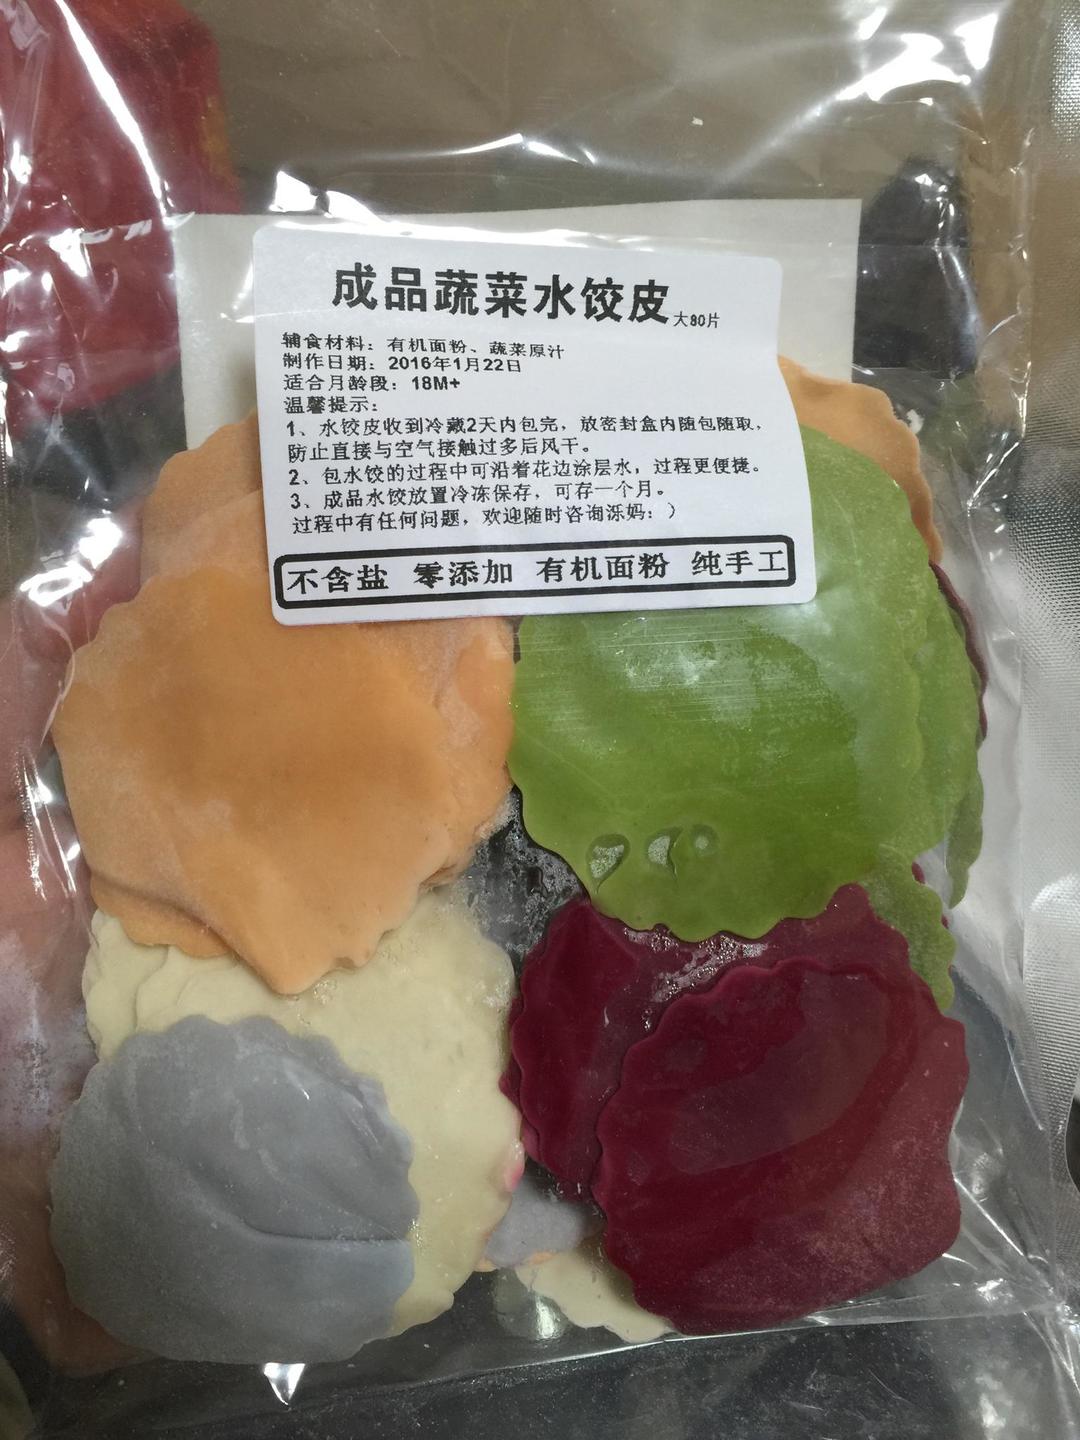 成品蔬菜水饺皮大80片
辅食材料：有机面粉、蔬菜原汁
制作日期：2016年1月22日
适合月龄段：18M+
温馨提示：
1、水饺皮收到冷藏2天内包完，放密封盒内随包随取，
防止直接与空气接触过多后风干。
2、包水饺的过程中可沿着花边涂层水，过程更便捷。
3、成品水饺放置冷冻保存，可存一个月。
过程中有任何问题，欢迎随时咨询泺妈：）
不含盐 零添加 有机面粉 纯手工